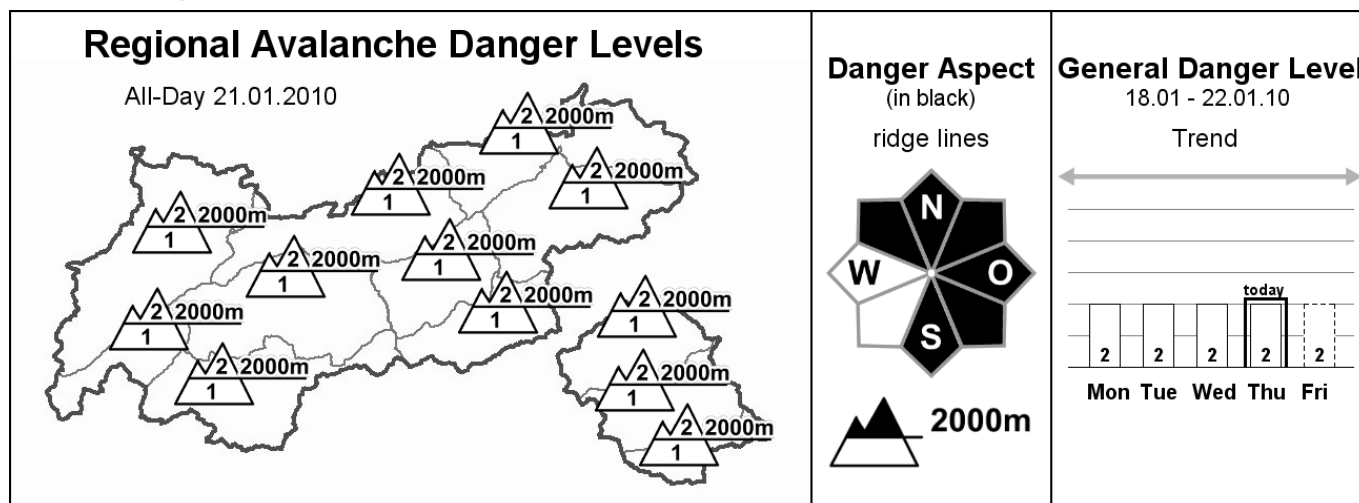 Regional Avalanche Danger Levels
All-Day 21.01.2010
2 2000m
1
2 2000m
1
2 2000m
1
2 2000m
1
2 2000m
1
2 2000m
1
2 2000m
1
2 2000m
1
2 2000m
1
2 2000m
1
2 2000m
1
2 2000m
1
Danger Aspect
(in black)
ridge lines
N
W O
S
2000m
General Danger Level
18.01 - 22.01.10
Trend
today
2 2 2 2 2
Mon Tue Wed Thu Fri